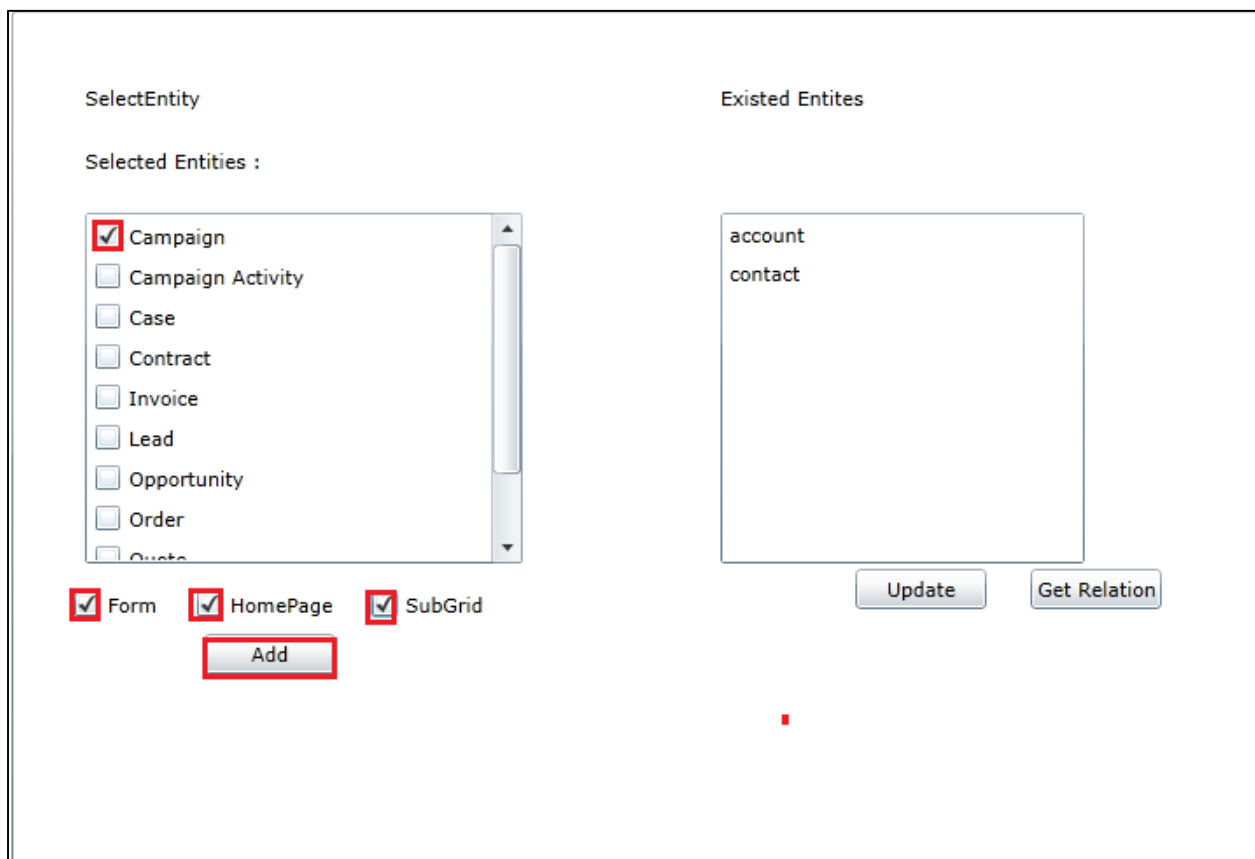 SelectEntity
Existed Entites
Selected Entities :
Campaign
Campaign Activity
Case
Contract
Invoice
Lead
Opportunity
Order
Quote
account
contact
Form HomePage SubGrid
Add
Update Get Relation